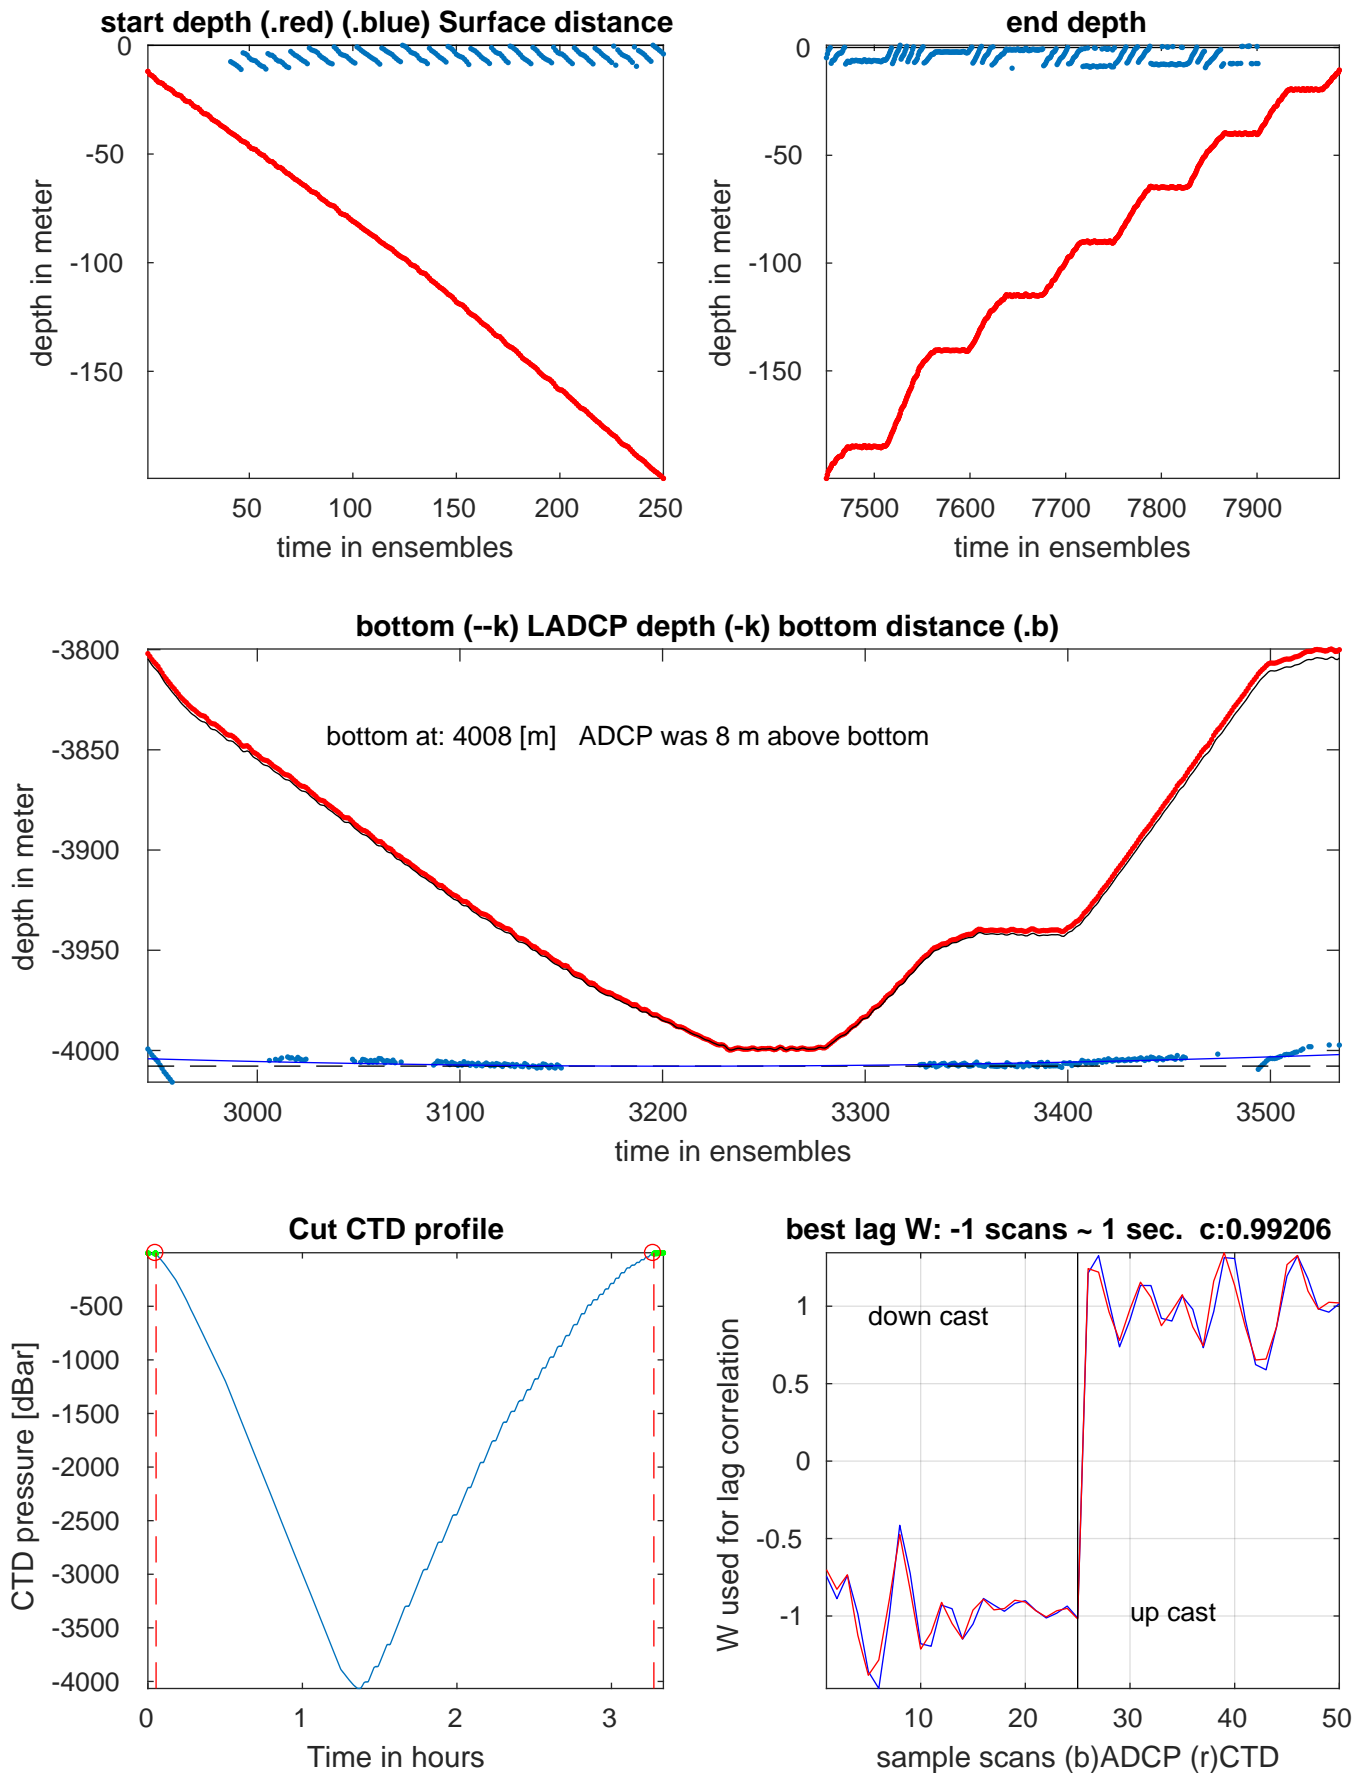 start depth (.red) (.blue) Surface distance
0
-50
-100
-150
depth in meter
50 100 150 200 250
time in ensembles
end depth
0
-50
-100
-150
depth in meter
7500 7600 7700 7800 7900
time in ensembles
bottom (--k) LADCP depth (-k) bottom distance (.b)
-3800
-3850
-3900
-3950
-4000
depth in meter
bottom at: 4008 [m]   ADCP was 8 m above bottom
3000 3100 3200 3300 3400 3500
time in ensembles
Cut CTD profile
-500
-1000
-1500
-2000
-2500
-3000
-3500
-4000
CTD pressure [dBar]
0 1 2 3
Time in hours
best lag W: -1 scans ~ 1 sec.  c:0.99206
1
0.5
0
-0.5
-1
W used for lag correlation
down cast
up cast
10 20 30 40 50
sample scans (b)ADCP (r)CTD